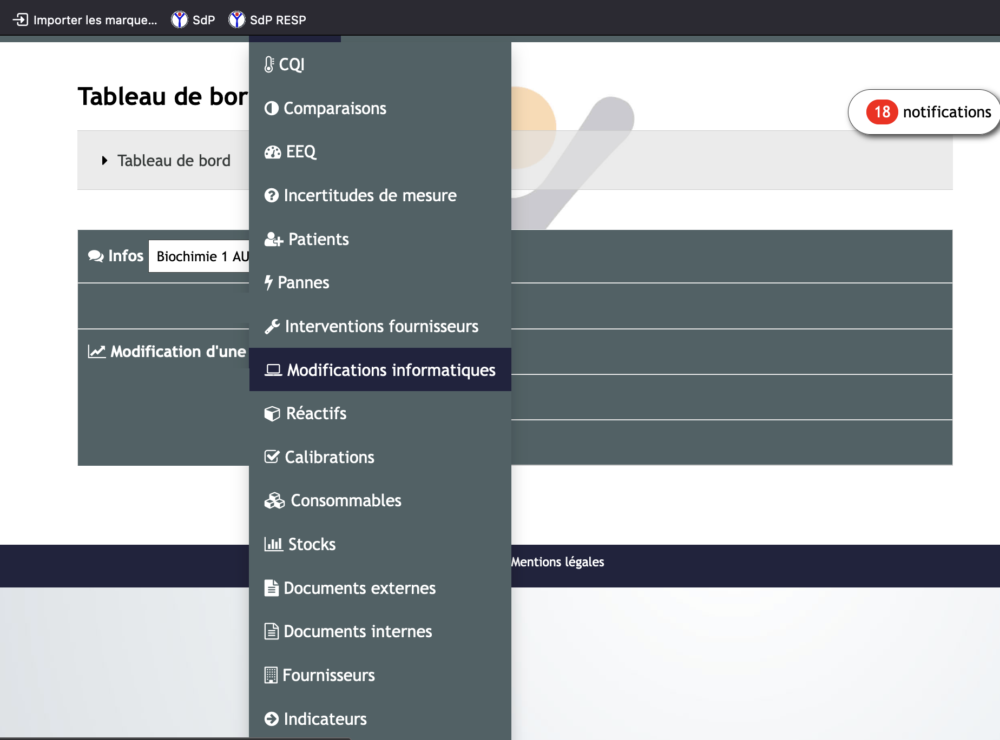 Importer les marque... SdP SdP RESP
CQI
Tableau de bor
Comparaisons
18 notifications
EEQ
Tableau de bord
Incertitudes de mesure
Patients
Infos Biochimie 1 AU
Pannes
Interventions fournisseurs
Modification d'une
Modifications informatiques
Réactifs
Calibrations
Consommables
Stocks
Mentions légales
Documents externes
Documents internes
Fournisseurs
Indicateurs